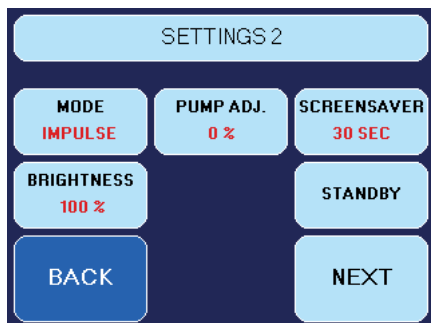 SETTINGS 2
MODE
IMPULSE
PUMP ADJ.
0 %
SCREENSAVER
30 SEC
BRIGHTNESS
100 %
STANDBY
BACK
NEXT